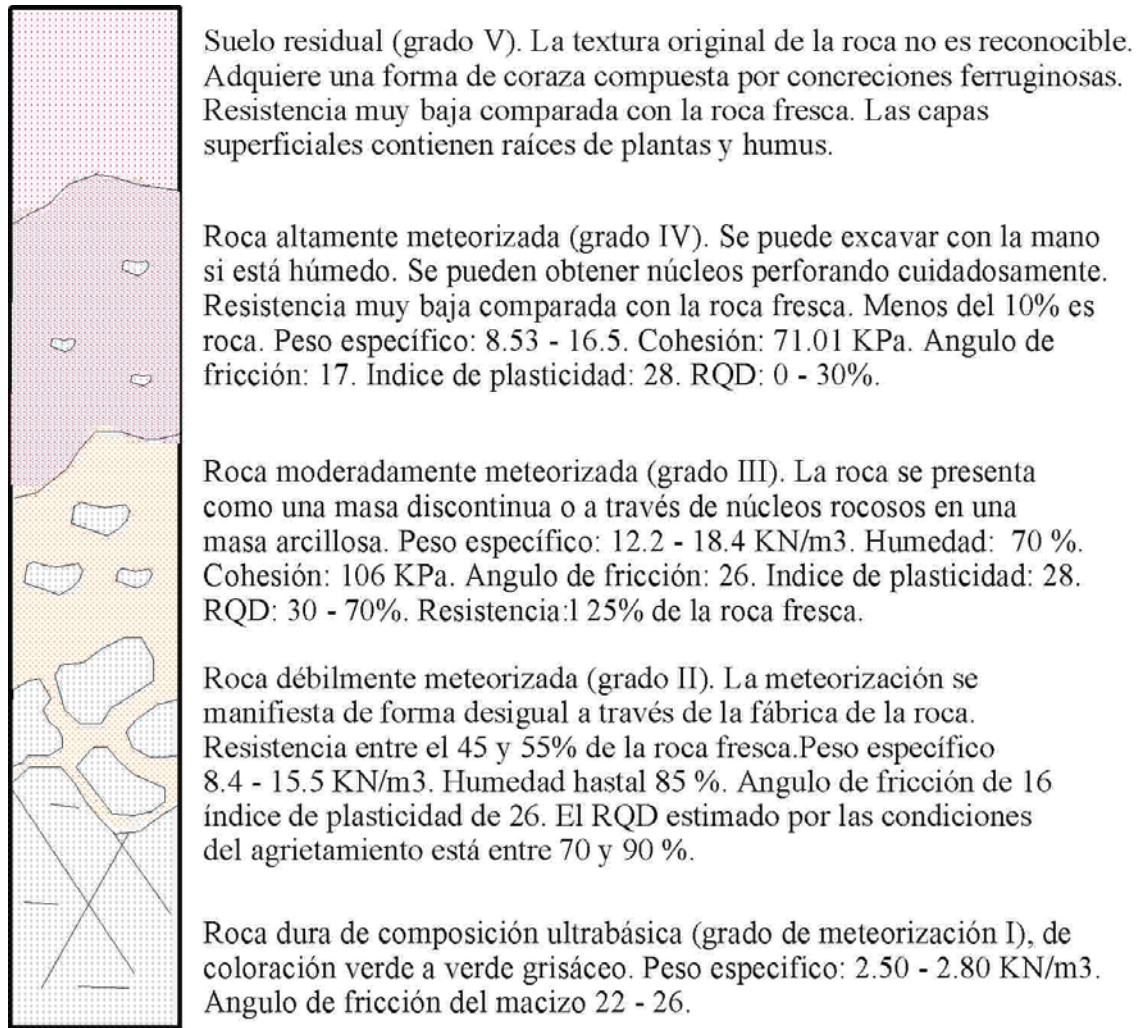 Suelo residual (grado V). La textura original de la roca no es reconocible.
Adquiere una forma de coraza compuesta por concreciones ferruginosas.
Resistencia muy baja comparada con la roca fresca. Las capas
superficiales contienen raíces de plantas y humus.
Roca altamente meteorizada (grado IV). Se puede excavar con la mano
si está húmedo. Se pueden obtener núcleos perforando cuidadosamente.
Resistencia muy baja comparada con la roca fresca. Menos del 10% es
roca. Peso específico: 8.53 - 16.5. Cohesión: 71.01 KPa. Angulo de
fricción: 17. Indice de plasticidad: 28. RQD: 0 - 30%.
Roca moderadamente meteorizada (grado III). La roca se presenta
como una masa discontinua o a través de núcleos rocosos en una
masa arcillosa. Peso específico: 12.2 - 18.4 KN/m3. Humedad: 70 %.
Cohesión: 106 KPa. Angulo de fricción: 26. Indice de plasticidad: 28.
RQD: 30 - 70%. Resistencia:l 25% de la roca fresca.
Roca débilmente meteorizada (grado II). La meteorización se
manifiesta de forma desigual a través de la fábrica de la roca.
Resistencia entre el 45 y 55% de la roca fresca.Peso específico
8.4 - 15.5 KN/m3. Humedad hastal 85 %. Angulo de fricción de 16
índice de plasticidad de 26. El RQD estimado por las condiciones
del agrietamiento está entre 70 y 90 %.
Roca dura de composición ultrabásica (grado de meteorización I), de
coloración verde a verde grisáceo. Peso especifico: 2.50 - 2.80 KN/m3.
Angulo de fricción del macizo 22 - 26.